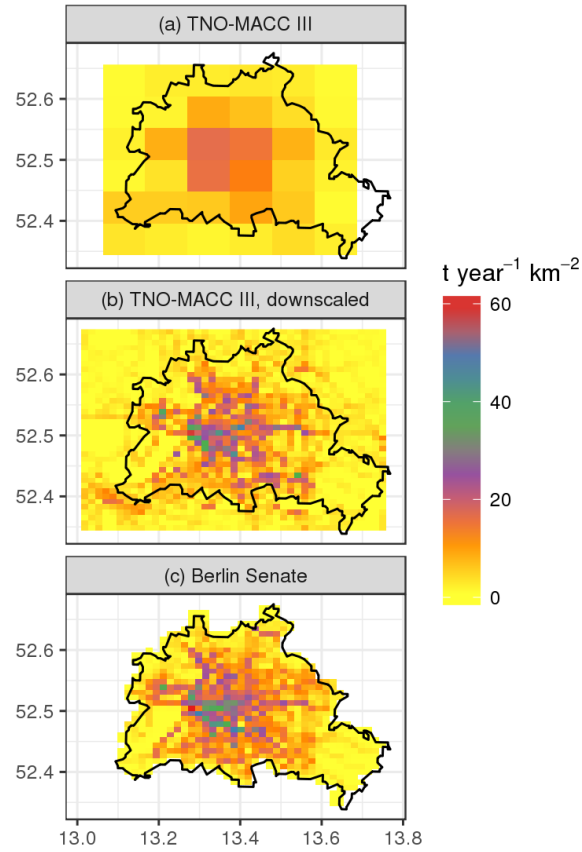 (a) TNO-MACC III
52.6
52.5
52.4
(b) TNO-MACC III, downscaled
52.6
52.5
52.4
(c) Berlin Senate
52.6
52.5
52.4
13.0 13.2 13.4 13.6 13.8
t year⁻¹ km⁻²
60
40
20
0